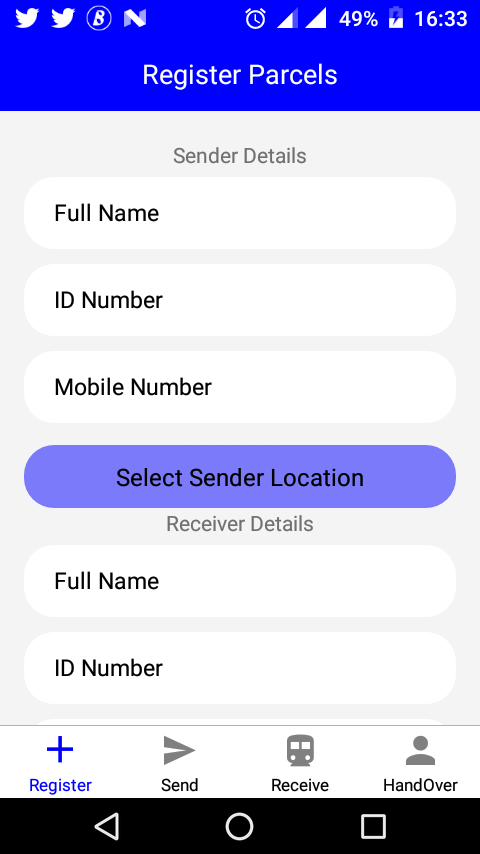 49% 16:33
Register Parcels
Sender Details
Full Name
ID Number
Mobile Number
Select Sender Location
Receiver Details
Full Name
ID Number
Register Send Receive HandOver